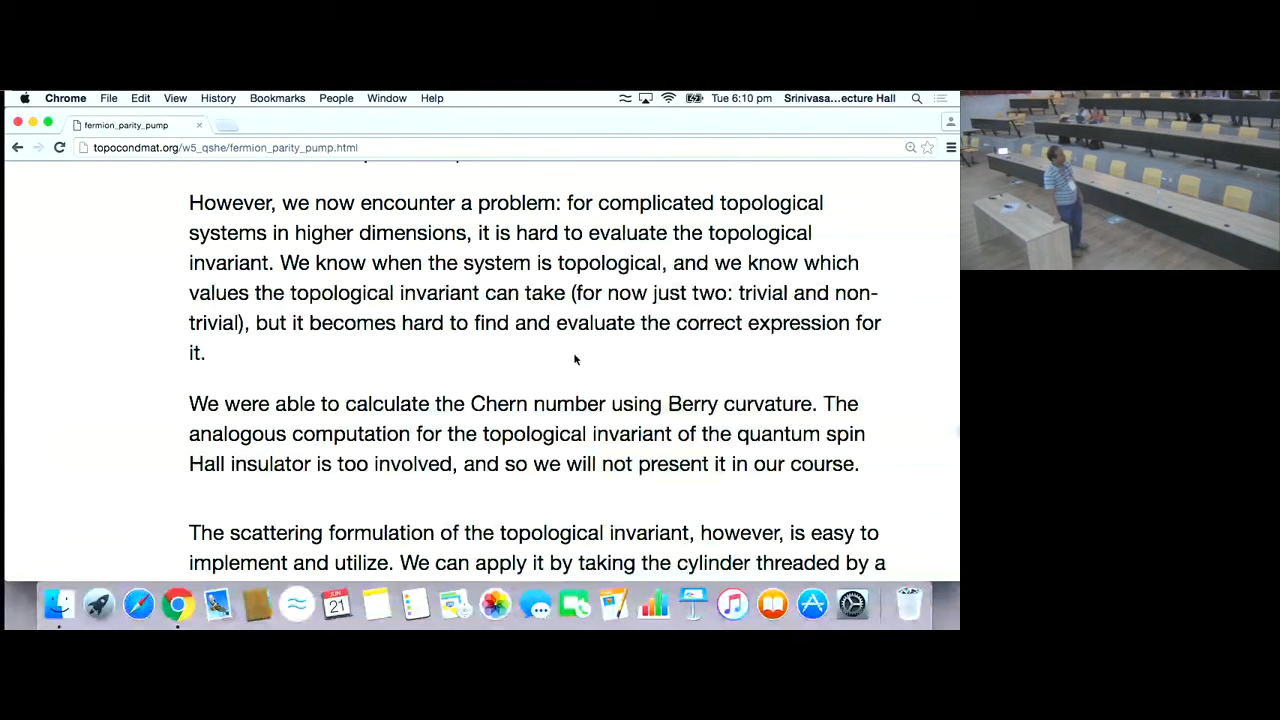 Chrome File Edit View History Bookmarks People Window Help Tue 6:10 pm Srinivasa...ecture Hall
fermion_parity_pump
topocondmat.org/w5_qshe/fermion_parity_pump.html
However, we now encounter a problem: for complicated topological
systems in higher dimensions, it is hard to evaluate the topological
invariant. We know when the system is topological, and we know which
values the topological invariant can take (for now just two: trivial and non-
trivial), but it becomes hard to find and evaluate the correct expression for
it.
We were able to calculate the Chern number using Berry curvature. The
analogous computation for the topological invariant of the quantum spin
Hall insulator is too involved, and so we will not present it in our course.
The scattering formulation of the topological invariant, however, is easy to
implement and utilize. We can apply it by taking the cylinder threaded by a
JUN
21